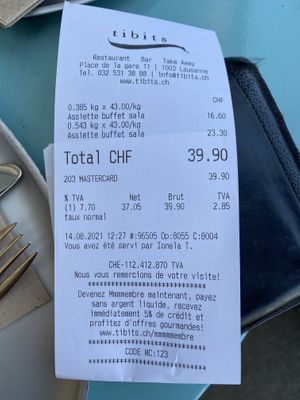 tibits
Restaurant Bar Take Away
Place de la gare 11 | 1003 Lausanne
Tel. 032 531 38 88 | info@tibits.ch
www.tibits.ch
CHF
0.385 kg x 43.00/kg
Assiette buffet sala 16.60
0.543 kg x 43.00/kg
Assiette buffet sala 23.30
Total CHF 39.90
203 MASTERCARD 39.90
% TVA Net Brut TVA
(1) 7.70 37.05 39.90 2.85
taux normal
14.08.2021 12:27 #:96505 Op:8055 C:8004
Vous avez été servi par Ionela T.
CHE-112.412.870 TVA
Nous vous remercions de votre visite!
************************************
Devenez Mmmmembre maintenant, payez
sans argent liquide, recevez
immédiatement 5% de crédit et
profitez d'offres gourmandes!
www.tibits.ch/mmmmembre
************************************
CODE WC:123